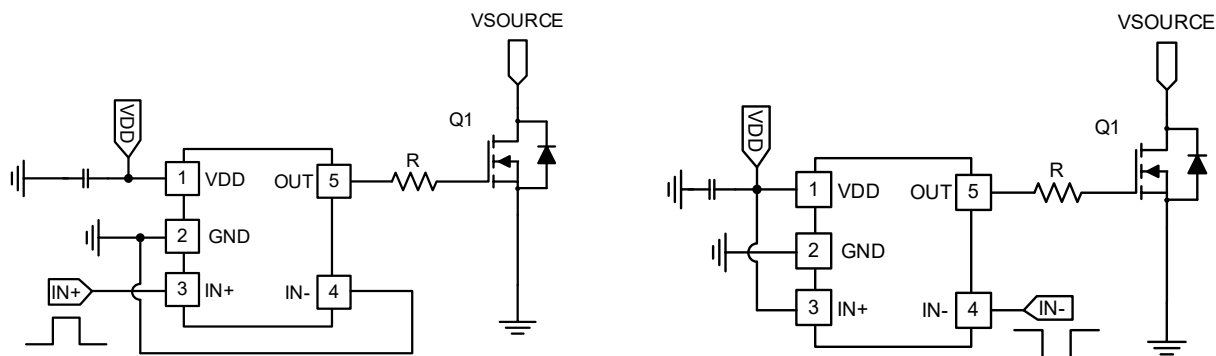 VSOURCE
Q1
VDD
R
1 VDD
OUT 5
2 GND
IN+
3 IN+
IN- 4
VSOURCE
Q1
VDD
R
1 VDD
OUT 5
2 GND
3 IN+
IN- 4
IN-